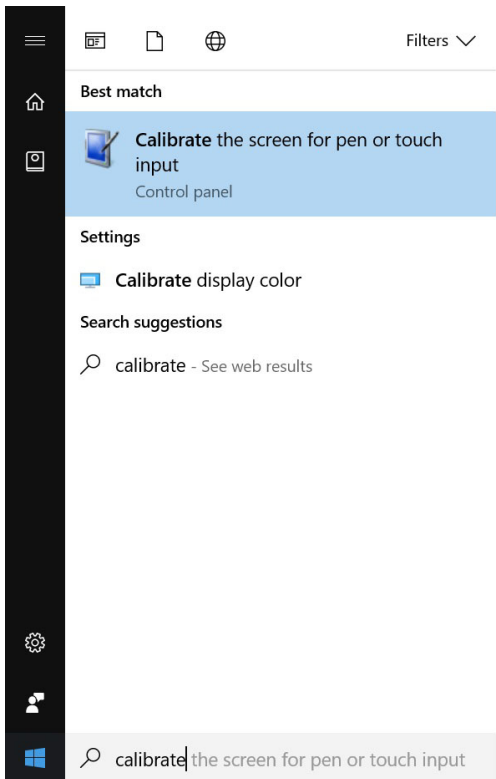 Filters
Best match
Calibrate the screen for pen or touch
input
Control panel
Settings
Calibrate display color
Search suggestions
calibrate - See web results
calibrate the screen for pen or touch input